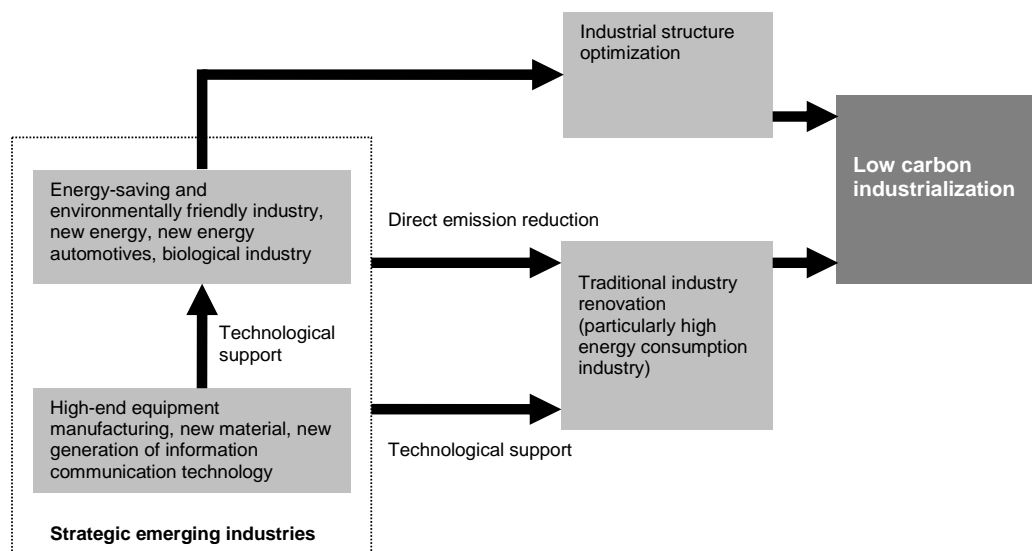 Industrial structure
optimization
Low carbon
industrialization
Energy-saving and
environmentally friendly industry,
new energy, new energy
automotives, biological industry
Direct emission reduction
Traditional industry
renovation
(particularly high
energy consumption
industry)
Technological
support
High-end equipment
manufacturing, new material, new
generation of information
communication technology
Technological support
Strategic emerging industries